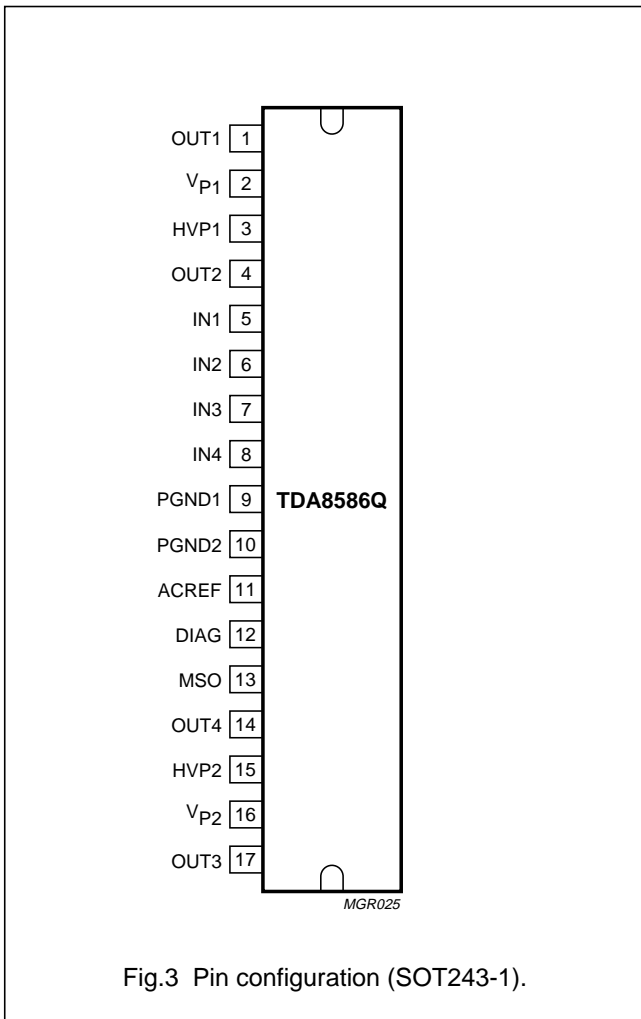 OUT1 1
VP1 2
HVP1 3
OUT2 4
IN1 5
IN2 6
IN3 7
IN4 8
PGND1 9 TDA8586Q
PGND2 10
ACREF 11
DIAG 12
MSO 13
OUT4 14
HVP2 15
VP2 16
OUT3 17
MGR025
Fig.3 Pin configuration (SOT243-1).